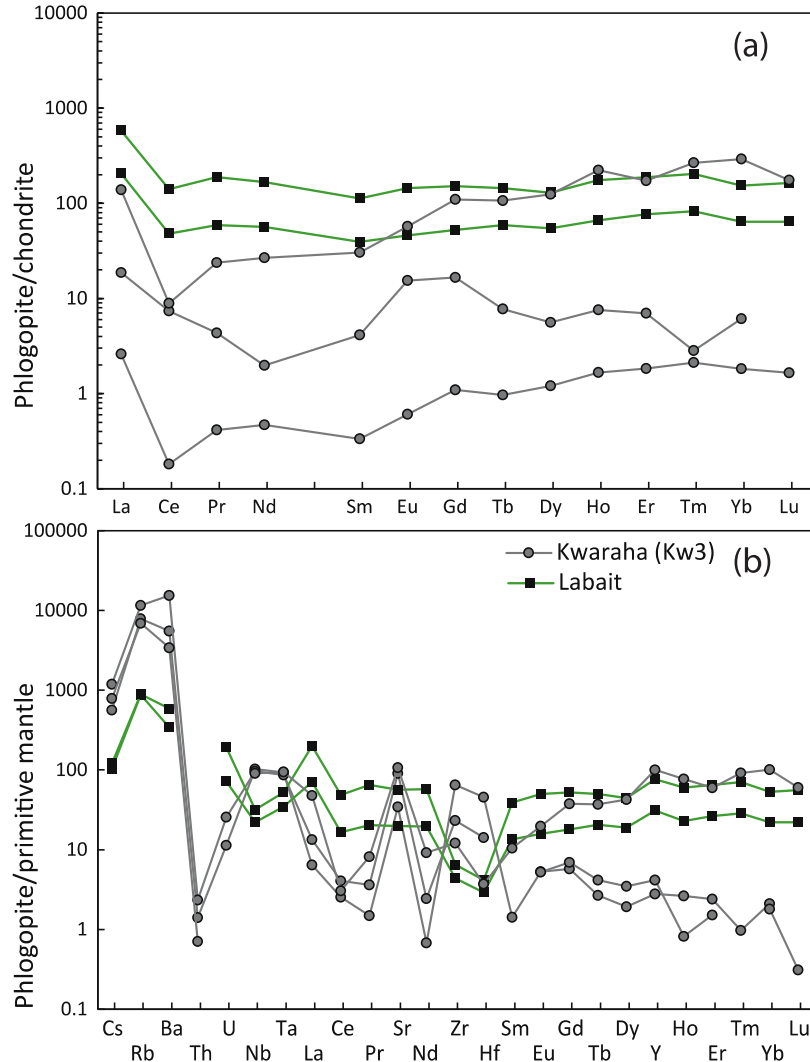 10000
(a)
1000
100
10
1
0.1
Phlogopite/chondrite
La Ce Pr Nd Sm Eu Gd Tb Dy Ho Er Tm Yb Lu
100000
Kwaraha (Kw3)
(b)
Labait
10000
1000
100
10
1
0.1
Phlogopite/primitive mantle
Cs Ba U Ta Ce Sr Zr Sm Gd Dy Ho Tm Lu
Rb Th Nb La Pr Nd Hf Eu Tb Y Er Yb